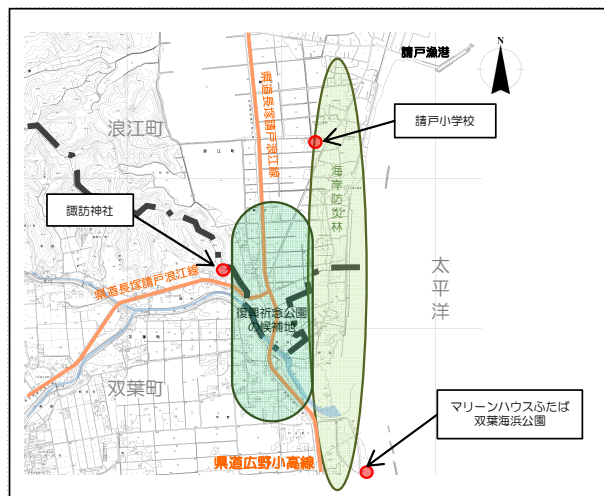 請戸漁港
N
請戸小学校
浪江町
県道長塚請戸浪江線
海岸防災林
諏訪神社
太平洋
県道長塚請戸浪江線
復興祈念公園
の候補地
双葉町
マリーンハウスふたば
双葉海浜公園
県道広野小高線